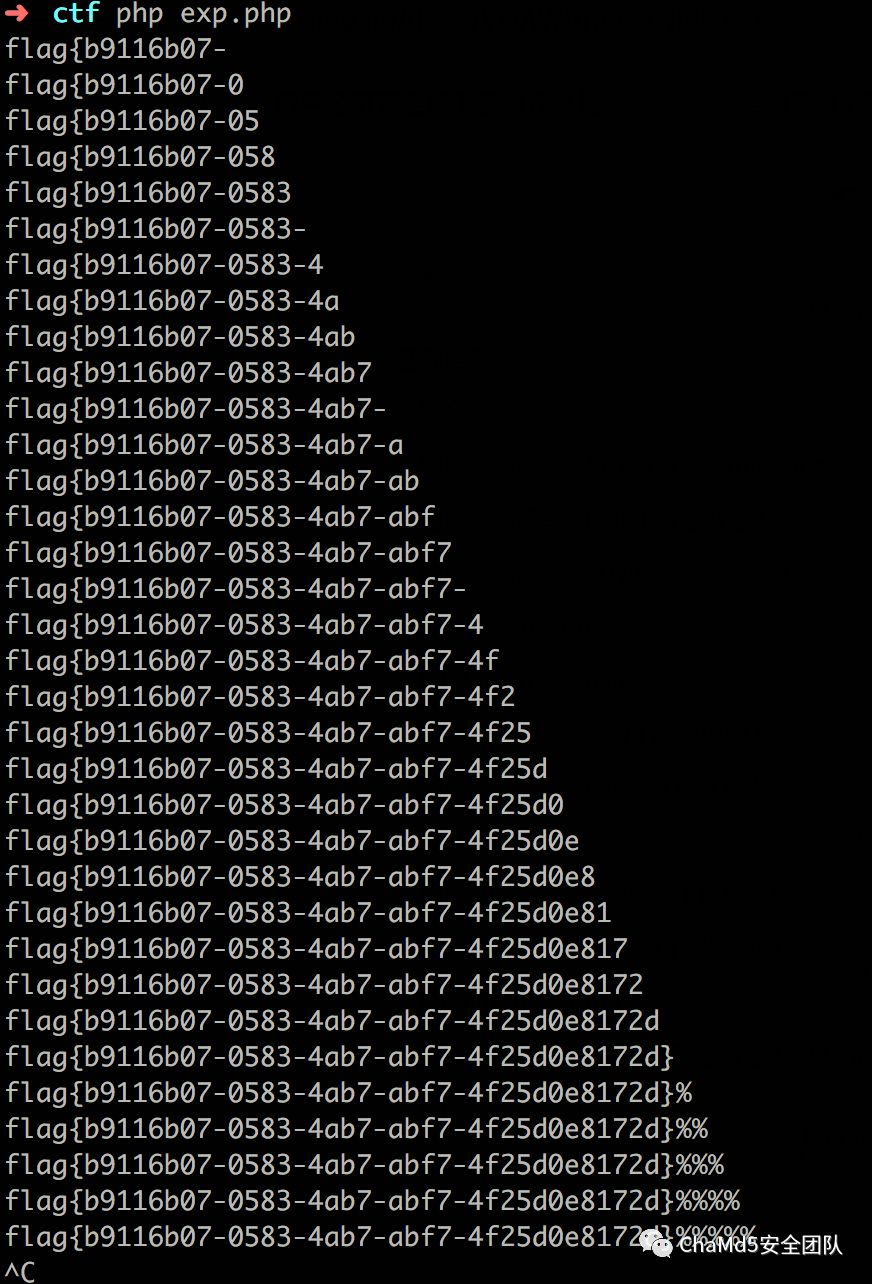 ➜ ctf php exp.php
flag{b9116b07-
flag{b9116b07-0
flag{b9116b07-05
flag{b9116b07-058
flag{b9116b07-0583
flag{b9116b07-0583-
flag{b9116b07-0583-4
flag{b9116b07-0583-4a
flag{b9116b07-0583-4ab
flag{b9116b07-0583-4ab7
flag{b9116b07-0583-4ab7-
flag{b9116b07-0583-4ab7-a
flag{b9116b07-0583-4ab7-ab
flag{b9116b07-0583-4ab7-abf
flag{b9116b07-0583-4ab7-abf7
flag{b9116b07-0583-4ab7-abf7-
flag{b9116b07-0583-4ab7-abf7-4
flag{b9116b07-0583-4ab7-abf7-4f
flag{b9116b07-0583-4ab7-abf7-4f2
flag{b9116b07-0583-4ab7-abf7-4f25
flag{b9116b07-0583-4ab7-abf7-4f25d
flag{b9116b07-0583-4ab7-abf7-4f25d0
flag{b9116b07-0583-4ab7-abf7-4f25d0e
flag{b9116b07-0583-4ab7-abf7-4f25d0e8
flag{b9116b07-0583-4ab7-abf7-4f25d0e81
flag{b9116b07-0583-4ab7-abf7-4f25d0e817
flag{b9116b07-0583-4ab7-abf7-4f25d0e8172
flag{b9116b07-0583-4ab7-abf7-4f25d0e8172d
flag{b9116b07-0583-4ab7-abf7-4f25d0e8172d}
flag{b9116b07-0583-4ab7-abf7-4f25d0e8172d}%
flag{b9116b07-0583-4ab7-abf7-4f25d0e8172d}%%
flag{b9116b07-0583-4ab7-abf7-4f25d0e8172d}%%%
flag{b9116b07-0583-4ab7-abf7-4f25d0e8172d}%%%%
flag{b9116b07-0583-4ab7-abf7-4f25d0e8172d}%%%%%
ChaMd5安全团队
^C